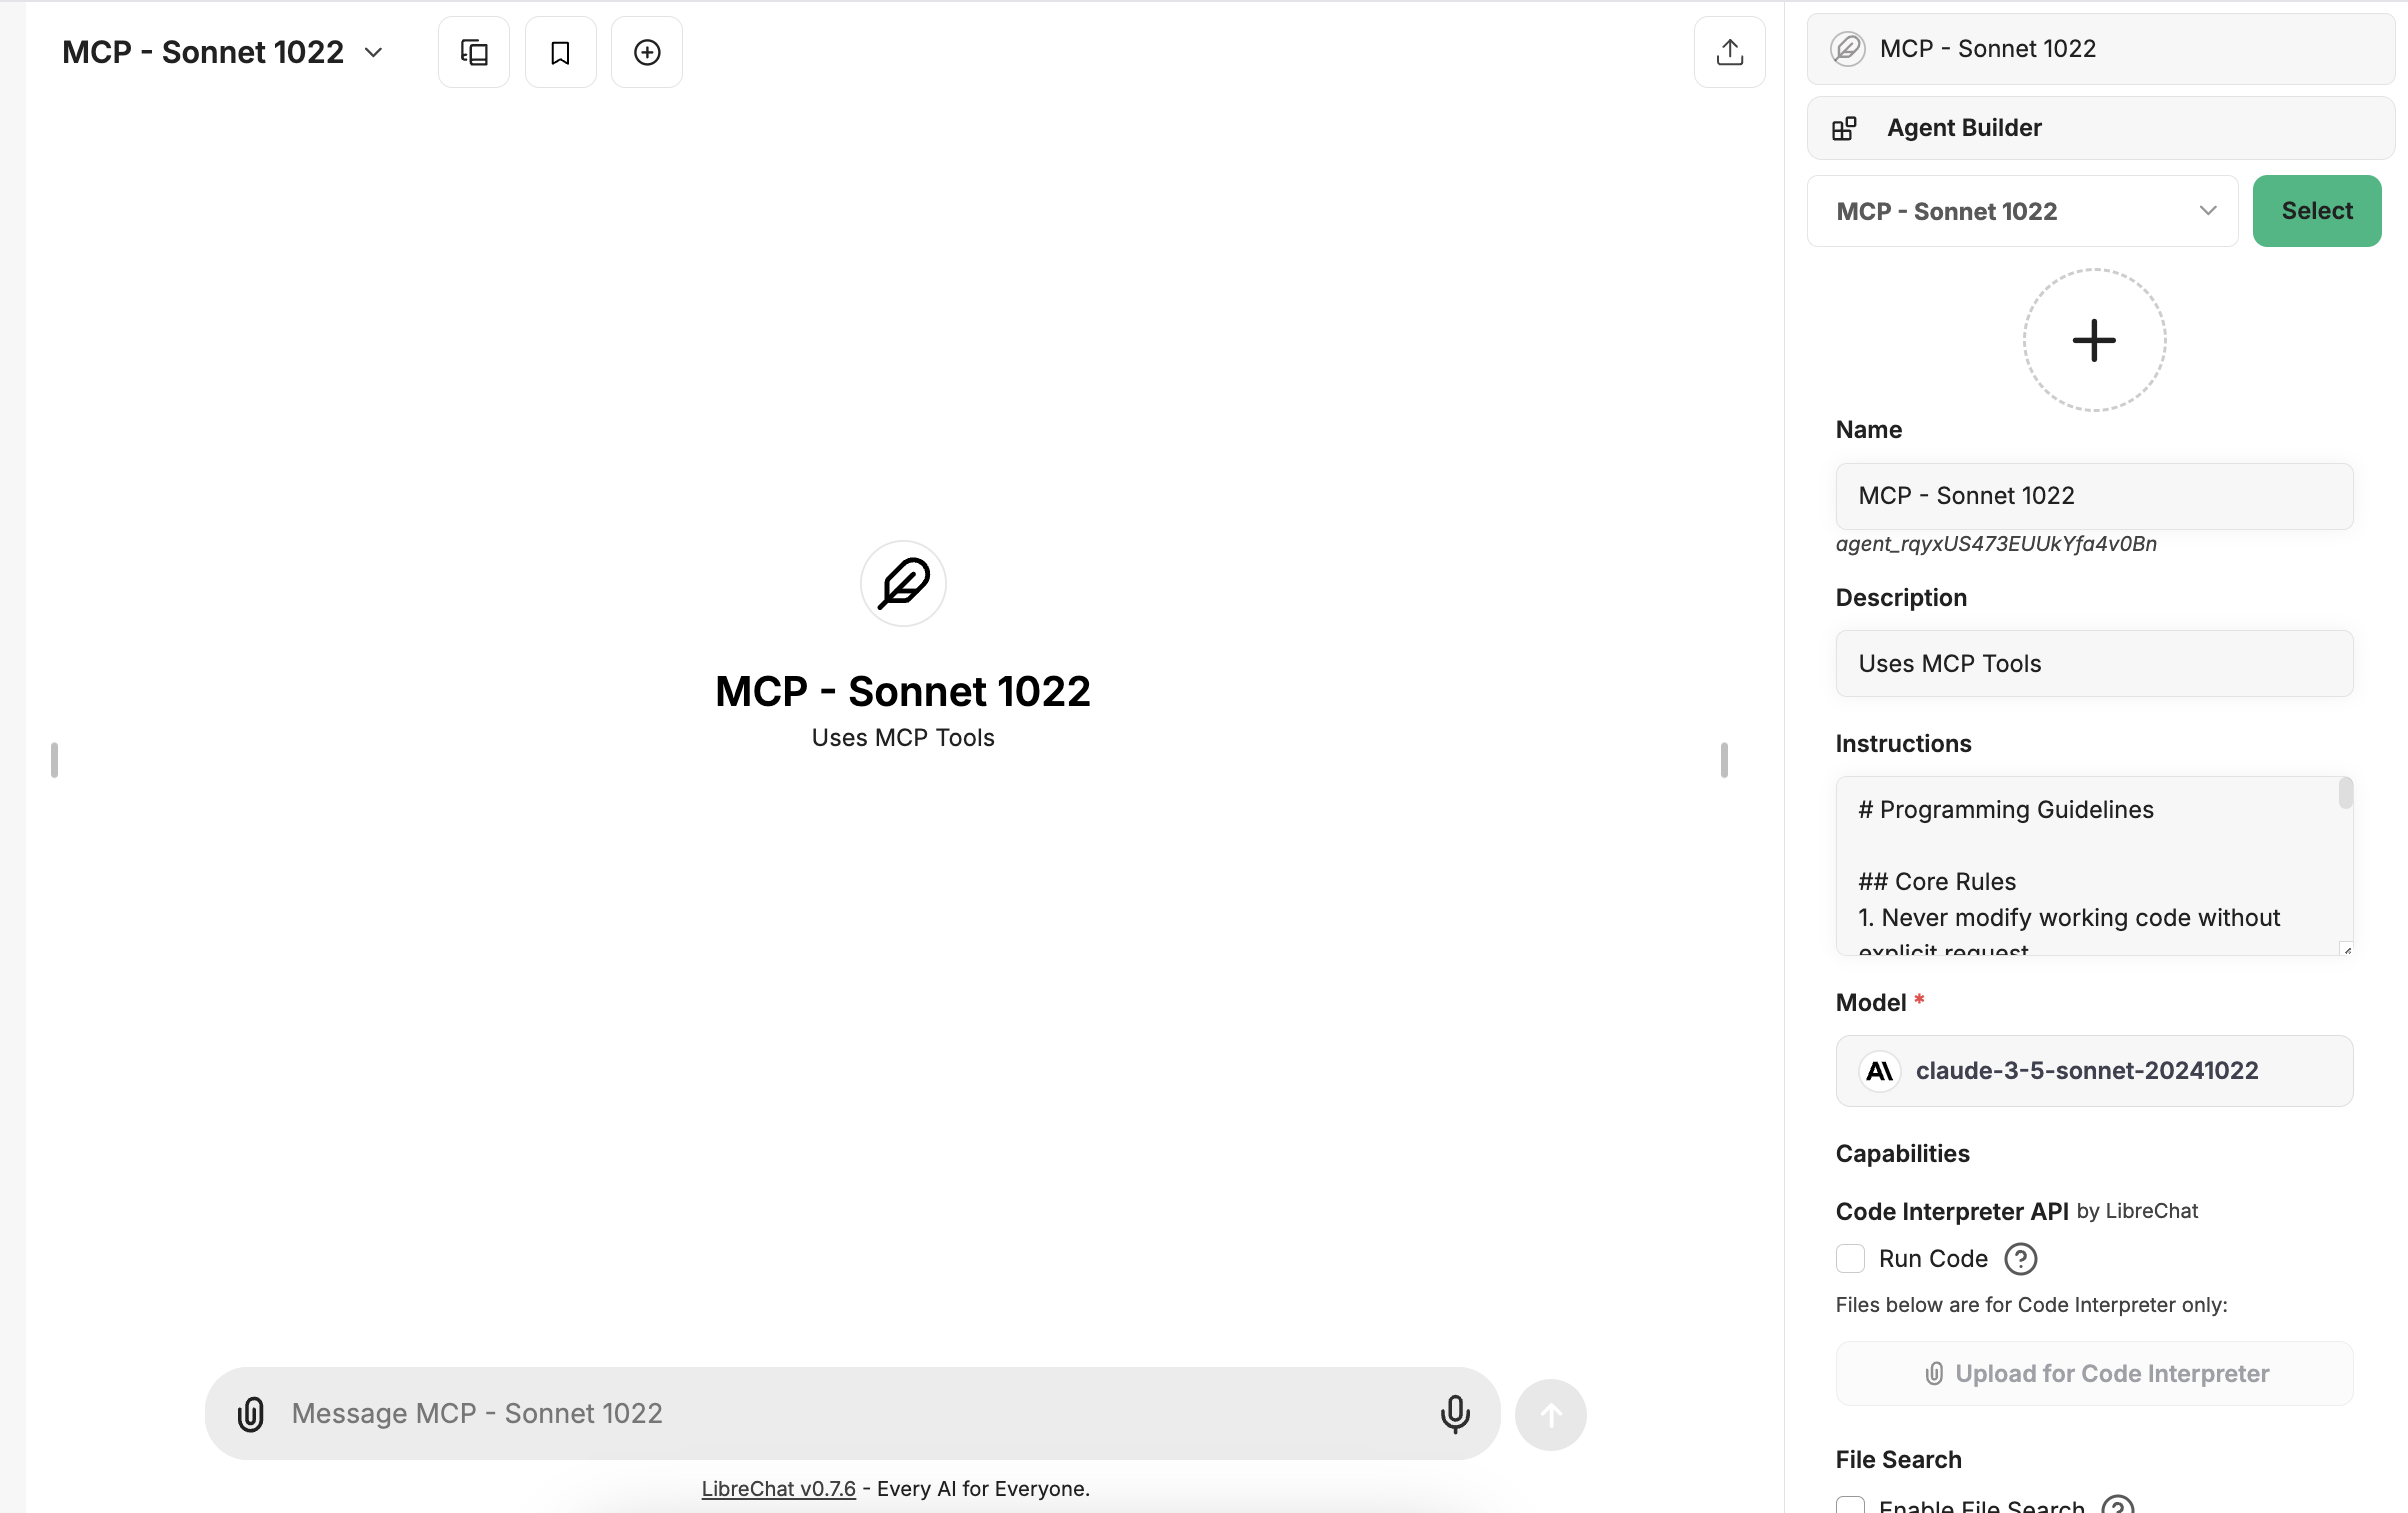 MCP - Sonnet 1022
MCP - Sonnet 1022
Uses MCP Tools
Message MCP - Sonnet 1022
LibreChat v0.7.6 - Every AI for Everyone.
MCP - Sonnet 1022
Agent Builder
MCP - Sonnet 1022
Select
Name
MCP - Sonnet 1022
agent_rqyxUS473EUUkYfa4v0Bn
Description
Uses MCP Tools
Instructions
# Programming Guidelines
## Core Rules
1. Never modify working code without
explicit request
Model *
claude-3-5-sonnet-20241022
Capabilities
Code Interpreter API by LibreChat
Run Code
Files below are for Code Interpreter only:
Upload for Code Interpreter
File Search
Enable File Search